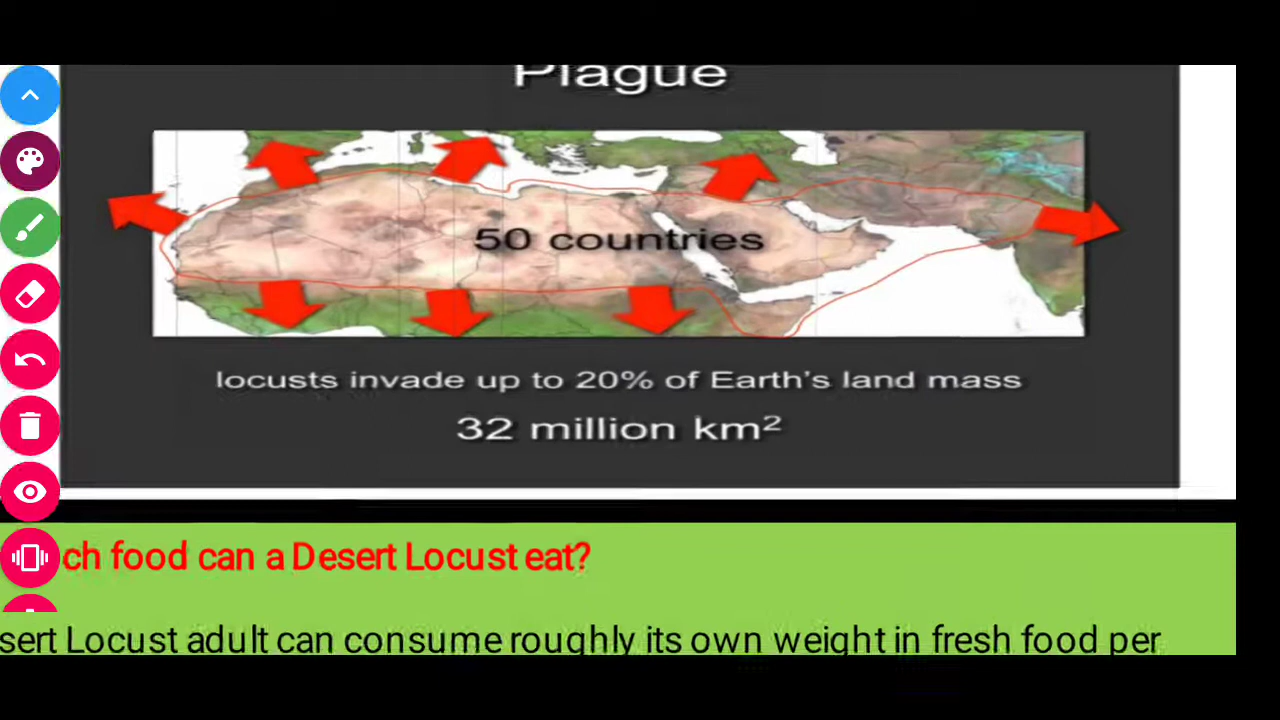 Plague
50 countries
locusts invade up to 20% of Earth's land mass
32 million km²
ch food can a Desert Locust eat?
sert Locust adult can consume roughly its own weight in fresh food per